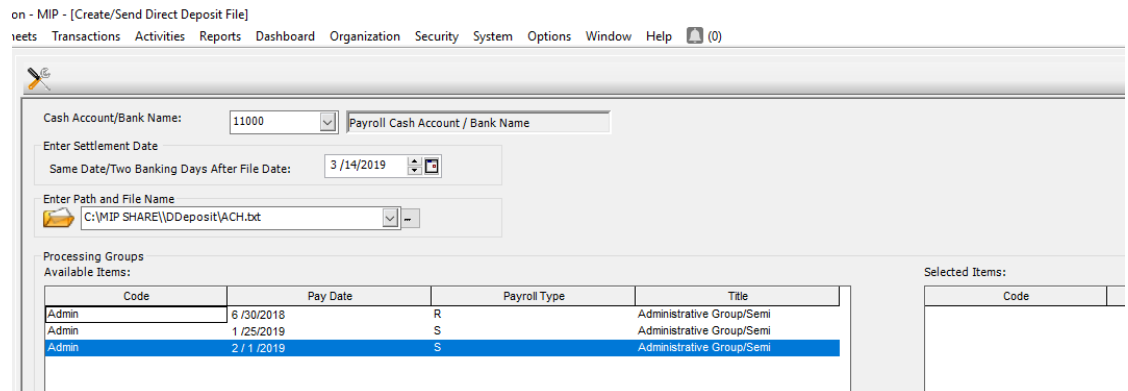 on - MIP - [Create/Send Direct Deposit File]
neets Transactions Activities Reports Dashboard Organization Security System Options Window Help (0)
Cash Account/Bank Name: 11000 Payroll Cash Account / Bank Name
Enter Settlement Date
Same Date/Two Banking Days After File Date: 3 /14/2019
Enter Path and File Name
C:\MIP SHARE\\DDeposit\ACH.txt
Processing Groups
Available Items: Selected Items:
Code Pay Date Payroll Type Title Code
Admin 6 /30/2018 R Administrative Group/Semi
Admin 1 /25/2019 S Administrative Group/Semi
Admin 2 / 1 /2019 S Administrative Group/Semi